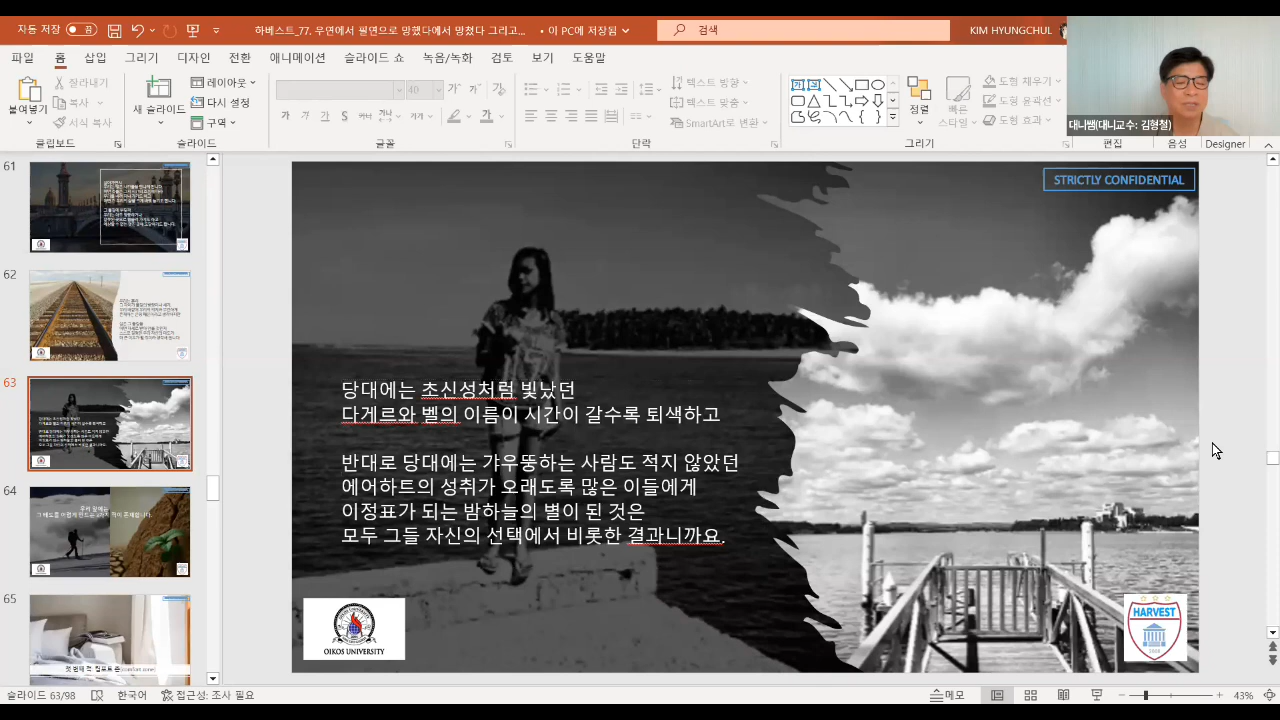 자동 저장
하베스트_77. 우연에서 필연으로 망했다에서 망쳤다 그리고... • 이 PC에 저장됨
검색
KIM HYUNGCHUL
파일 홈 삽입 그리기 디자인 전환 애니메이션 슬라이드 쇼 녹음/녹화 검토 보기 도움말
붙여넣기
잘라내기
복사
서식 복사
클립보드
새 슬라이드
레이아웃
다시 설정
구역
슬라이드
40
글꼴
텍스트 방향
텍스트 맞춤
SmartArt로 변환
단락
정렬
빠른 스타일
도형 채우기
도형 윤곽선
도형 효과
그리기
편집
음성
Designer
대니쌤(대니교수: 김형철)
61
62
63
64
65
첫 번째 적, 컴포트 존(comfort zone)
STRICTLY CONFIDENTIAL
당대에는 초신성처럼 빛났던
다게르와 벨의 이름이 시간이 갈수록 퇴색하고
반대로 당대에는 갸우뚱하는 사람도 적지 않았던
에어하트의 성취가 오래도록 많은 이들에게
이정표가 되는 밤하늘의 별이 된 것은
모두 그들 자신의 선택에서 비롯한 결과니까요.
OIKOS UNIVERSITY
HARVEST
슬라이드 63/98
한국어
접근성: 조사 필요
메모
43%